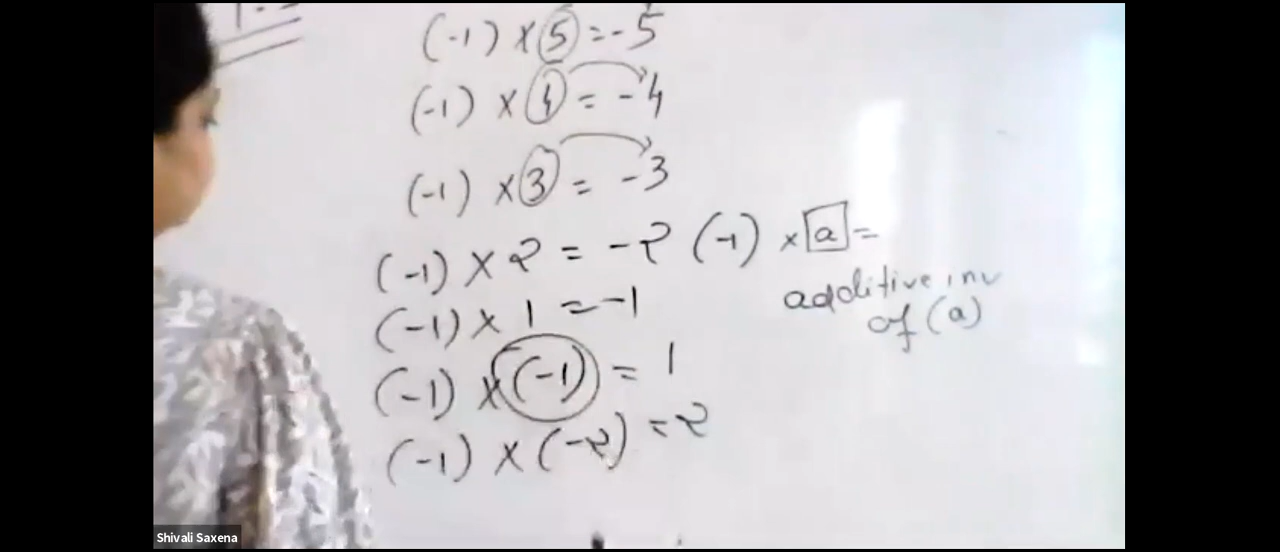 (-1) × 5 = -5
(-1) × 4 = -4
(-1) × 3 = -3
(-1) × 2 = -2
(-1) × a =
additive inv
of (a)
(-1) × 1 = -1
(-1) × (-1) = 1
(-1) × (-2) = 2
Shivali Saxena